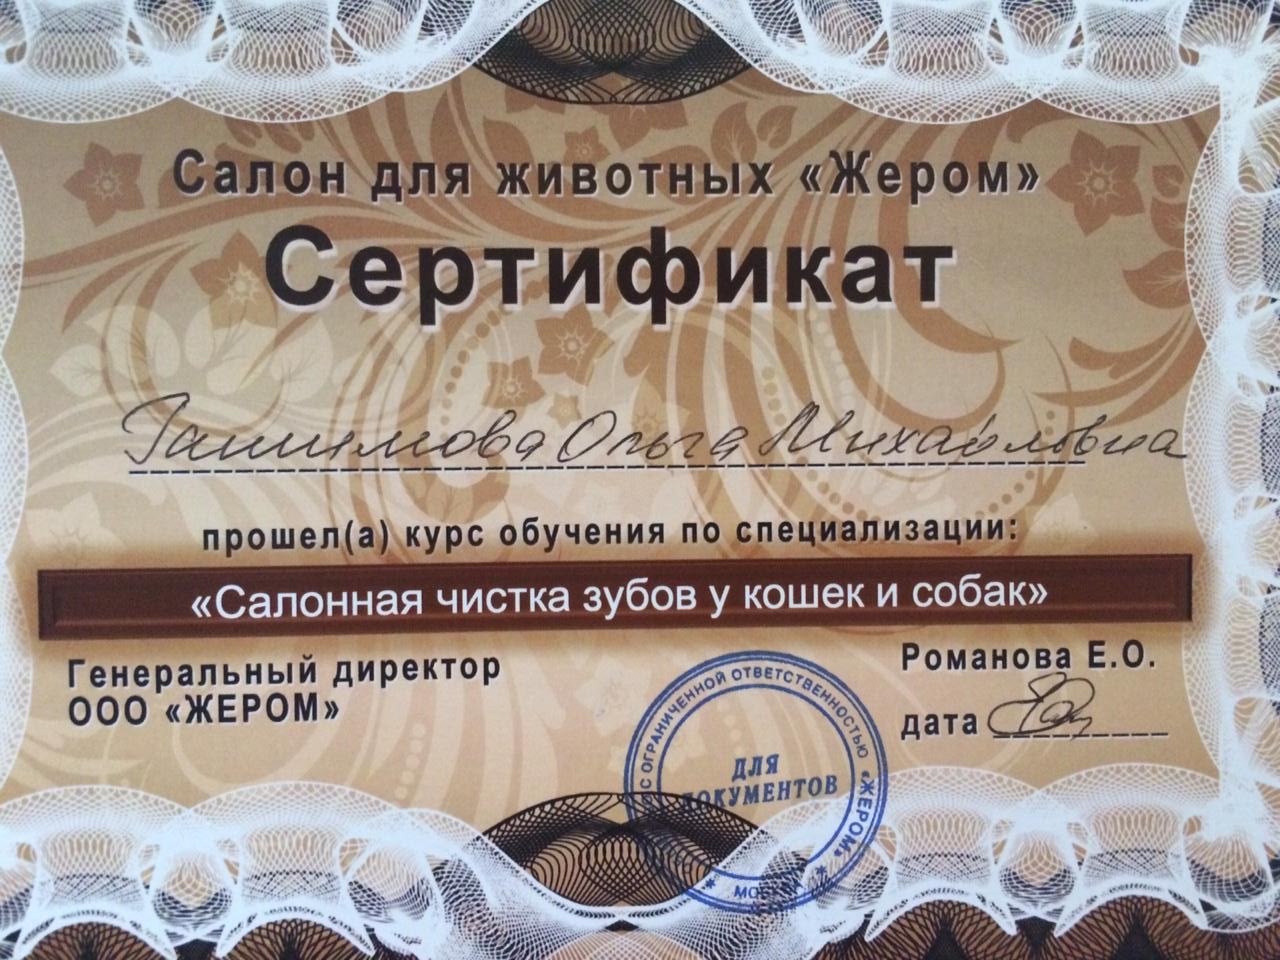 Салон для животных «Жером»
Сертификат
Ольга Михайловна
прошел(а) курс обучения по специализации:
«Салонная чистка зубов у кошек и собак»
Генеральный директор
ООО «ЖЕРОМ»
Романова Е.О.
дата
С ОГРАНИЧЕННОЙ ОТВЕТСТВЕННОСТЬЮ «ЖЕРОМ»
ДЛЯ
ДОКУМЕНТОВ